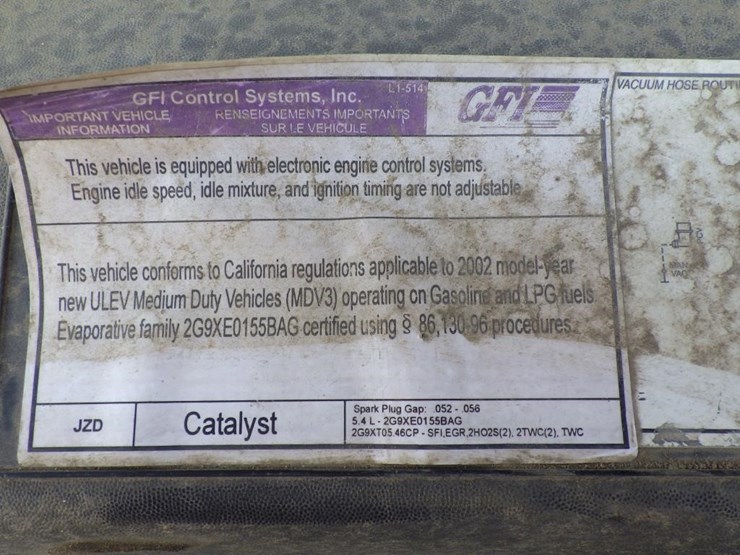 GFI Control Systems, Inc.
L1-514
IMPORTANT VEHICLE
INFORMATION
RENSEIGNEMENTS IMPORTANTS
SUR LE VEHICULE
GFI
VACUUM HOSE ROUTI
This vehicle is equipped with electronic engine control systems.
Engine idle speed, idle mixture, and ignition timing are not adjustable
This vehicle conforms to California regulations applicable to 2002 model-year
new ULEV Medium Duty Vehicles (MDV3) operating on Gasoline and LPG fuels
Evaporative family 2G9XE0155BAG certified using § 86,130-96 procedures.
MAN
VAC
JZD
Catalyst
Spark Plug Gap: .052 - .056
5.4 L - 2G9XE0155BAG
2G9XT05.46CP - SFI,EGR,2HO2S(2), 2TWC(2), TWC